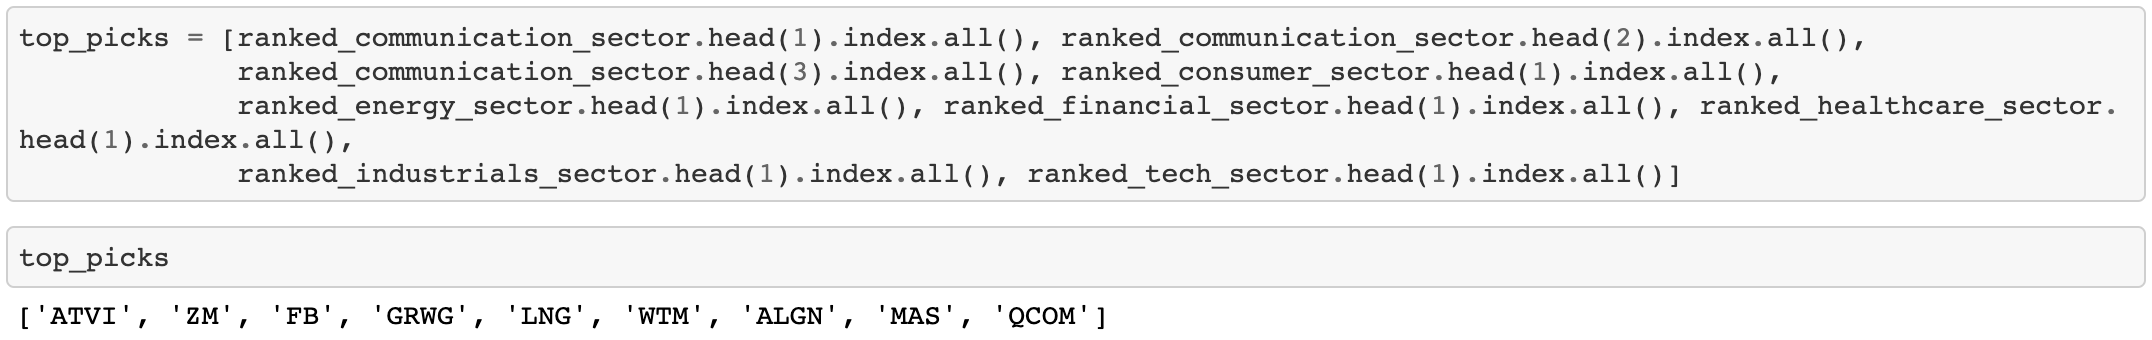 top_picks = [ranked_communication_sector.head(1).index.all(), ranked_communication_sector.head(2).index.all(),
ranked_communication_sector.head(3).index.all(), ranked_consumer_sector.head(1).index.all(),
ranked_energy_sector.head(1).index.all(), ranked_financial_sector.head(1).index.all(), ranked_healthcare_sector.
head(1).index.all(),
ranked_industrials_sector.head(1).index.all(), ranked_tech_sector.head(1).index.all()]
top_picks
['ATVI', 'ZM', 'FB', 'GRWG', 'LNG', 'WTM', 'ALGN', 'MAS', 'QCOM']